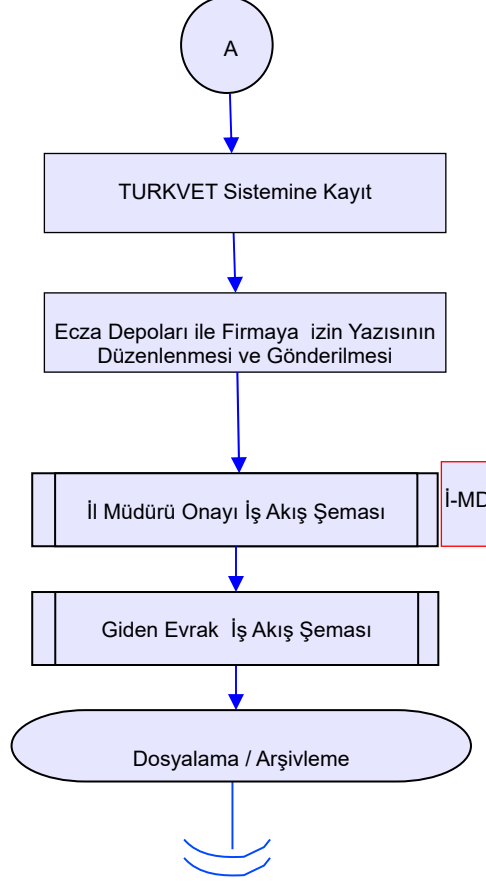 A
TURKVET Sistemine Kayıt
Ecza Depoları ile Firmaya izin Yazısının
Düzenlenmesi ve Gönderilmesi
İl Müdürü Onayı İş Akış Şeması
İ-MD
Giden Evrak İş Akış Şeması
Dosyalama / Arşivleme